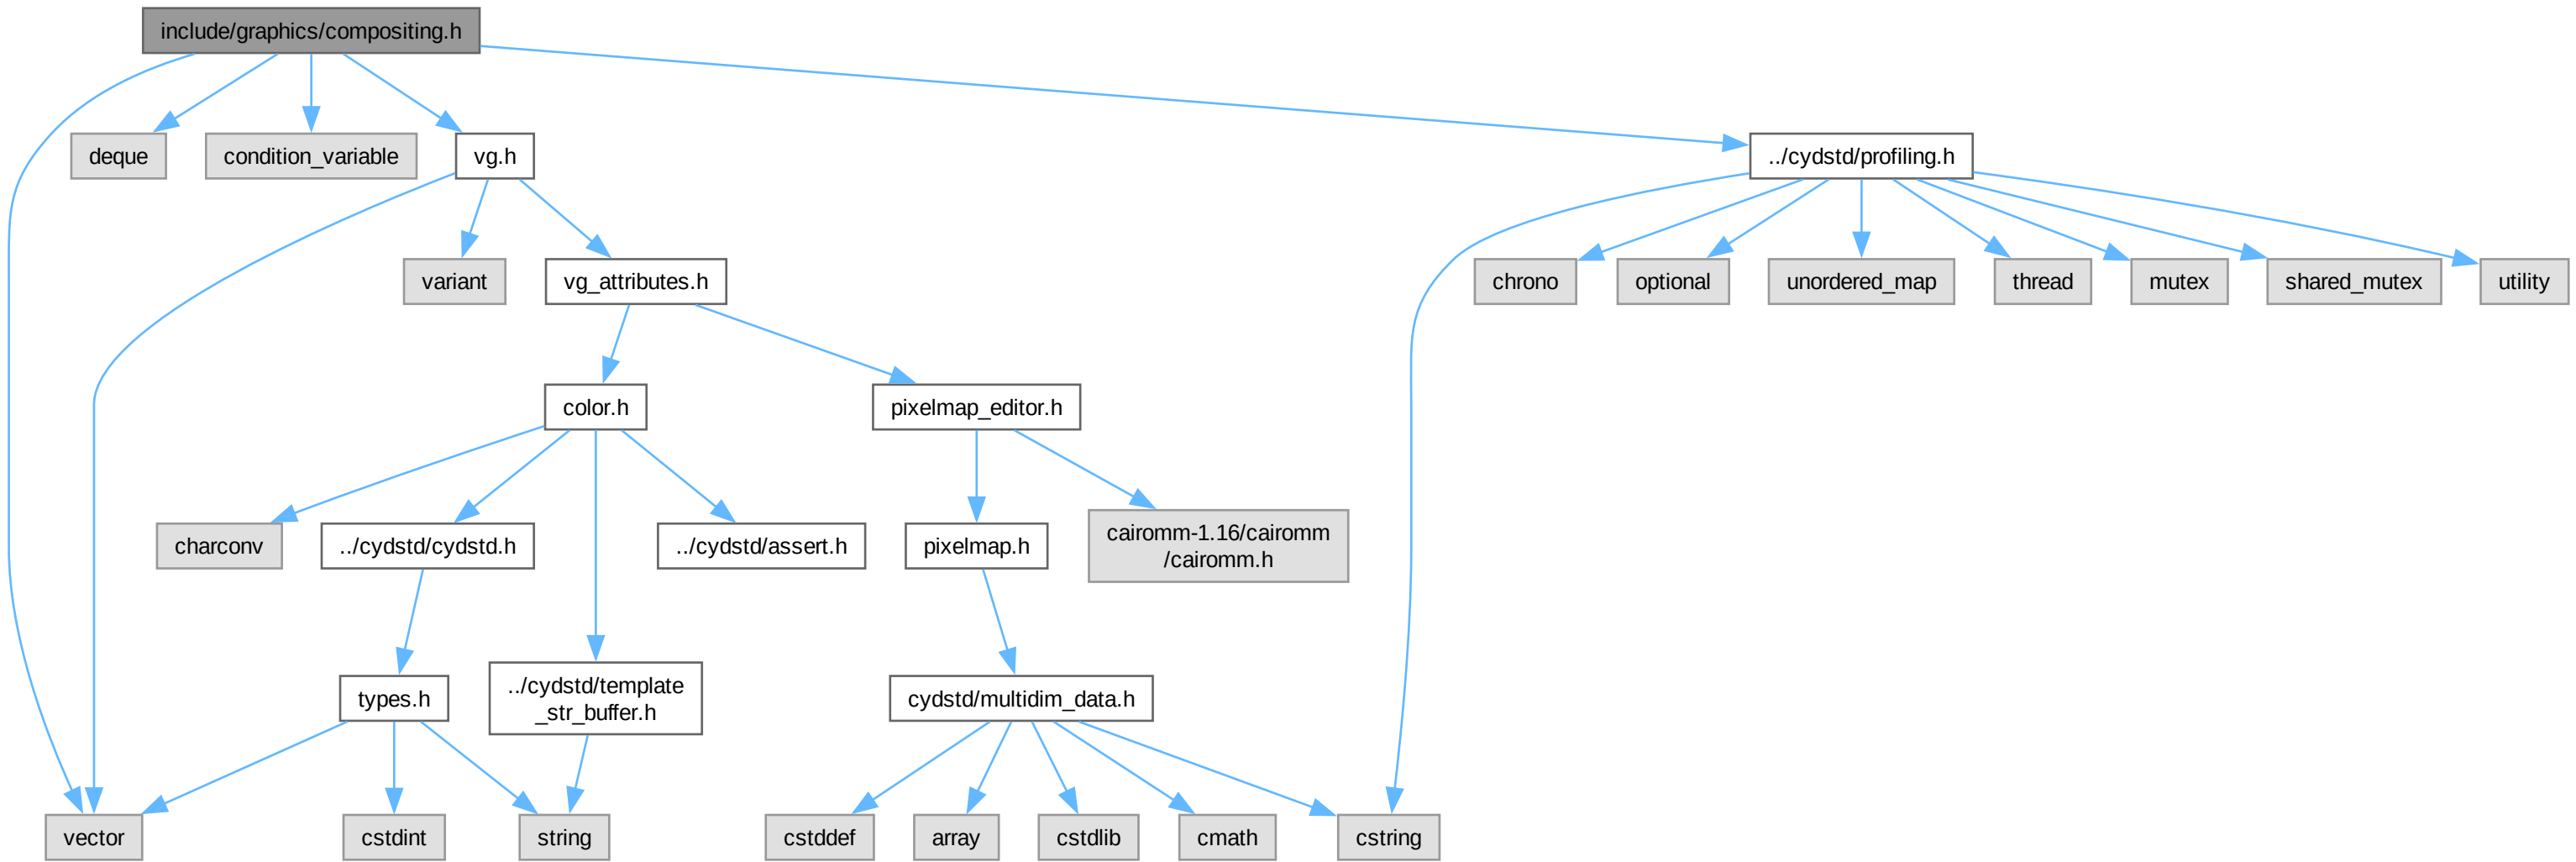 include/graphics/compositing.h
deque
condition_variable
vg.h
../cydstd/profiling.h
variant
vg_attributes.h
chrono
optional
unordered_map
thread
mutex
shared_mutex
utility
color.h
pixelmap_editor.h
charconv
../cydstd/cydstd.h
../cydstd/assert.h
pixelmap.h
cairomm-1.16/cairomm
/cairomm.h
types.h
../cydstd/template
_str_buffer.h
cydstd/multidim_data.h
vector
cstdint
string
cstddef
array
cstdlib
cmath
cstring